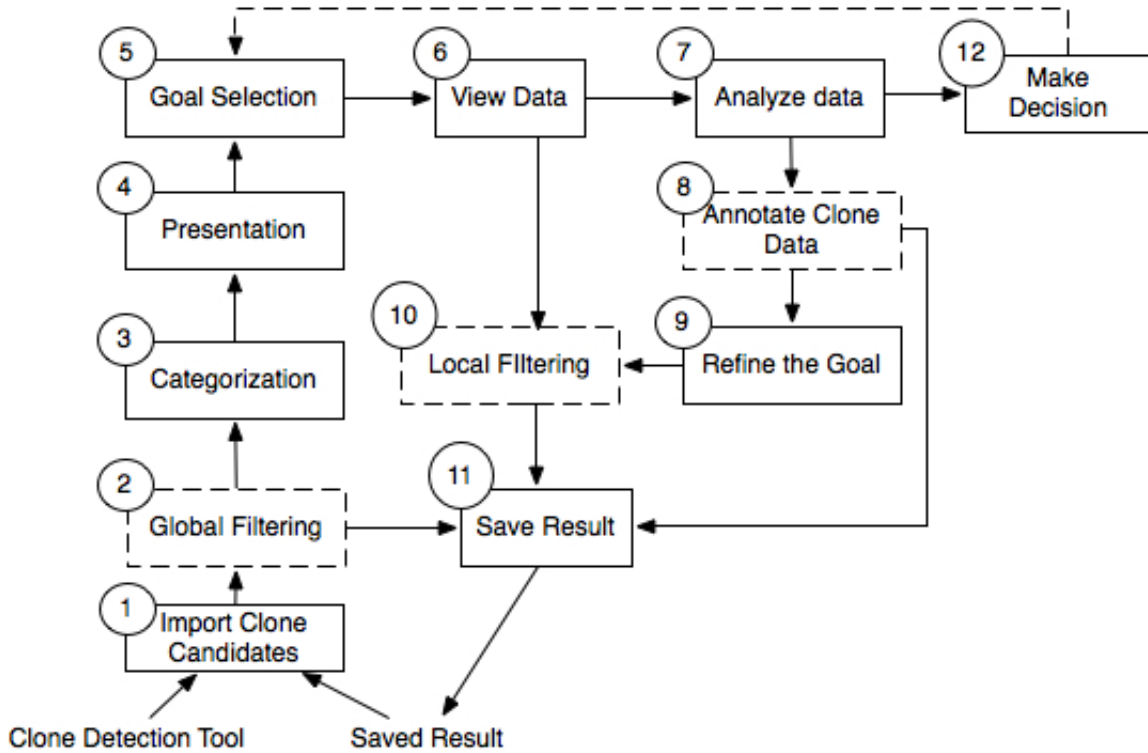 5
Goal Selection
6
View Data
7
Analyze data
12
Make
Decision
4
Presentation
8
Annotate Clone
Data
3
Categorization
10
Local FIltering
9
Refine the Goal
2
Global Filtering
11
Save Result
1
Import Clone
Candidates
Clone Detection Tool
Saved Result